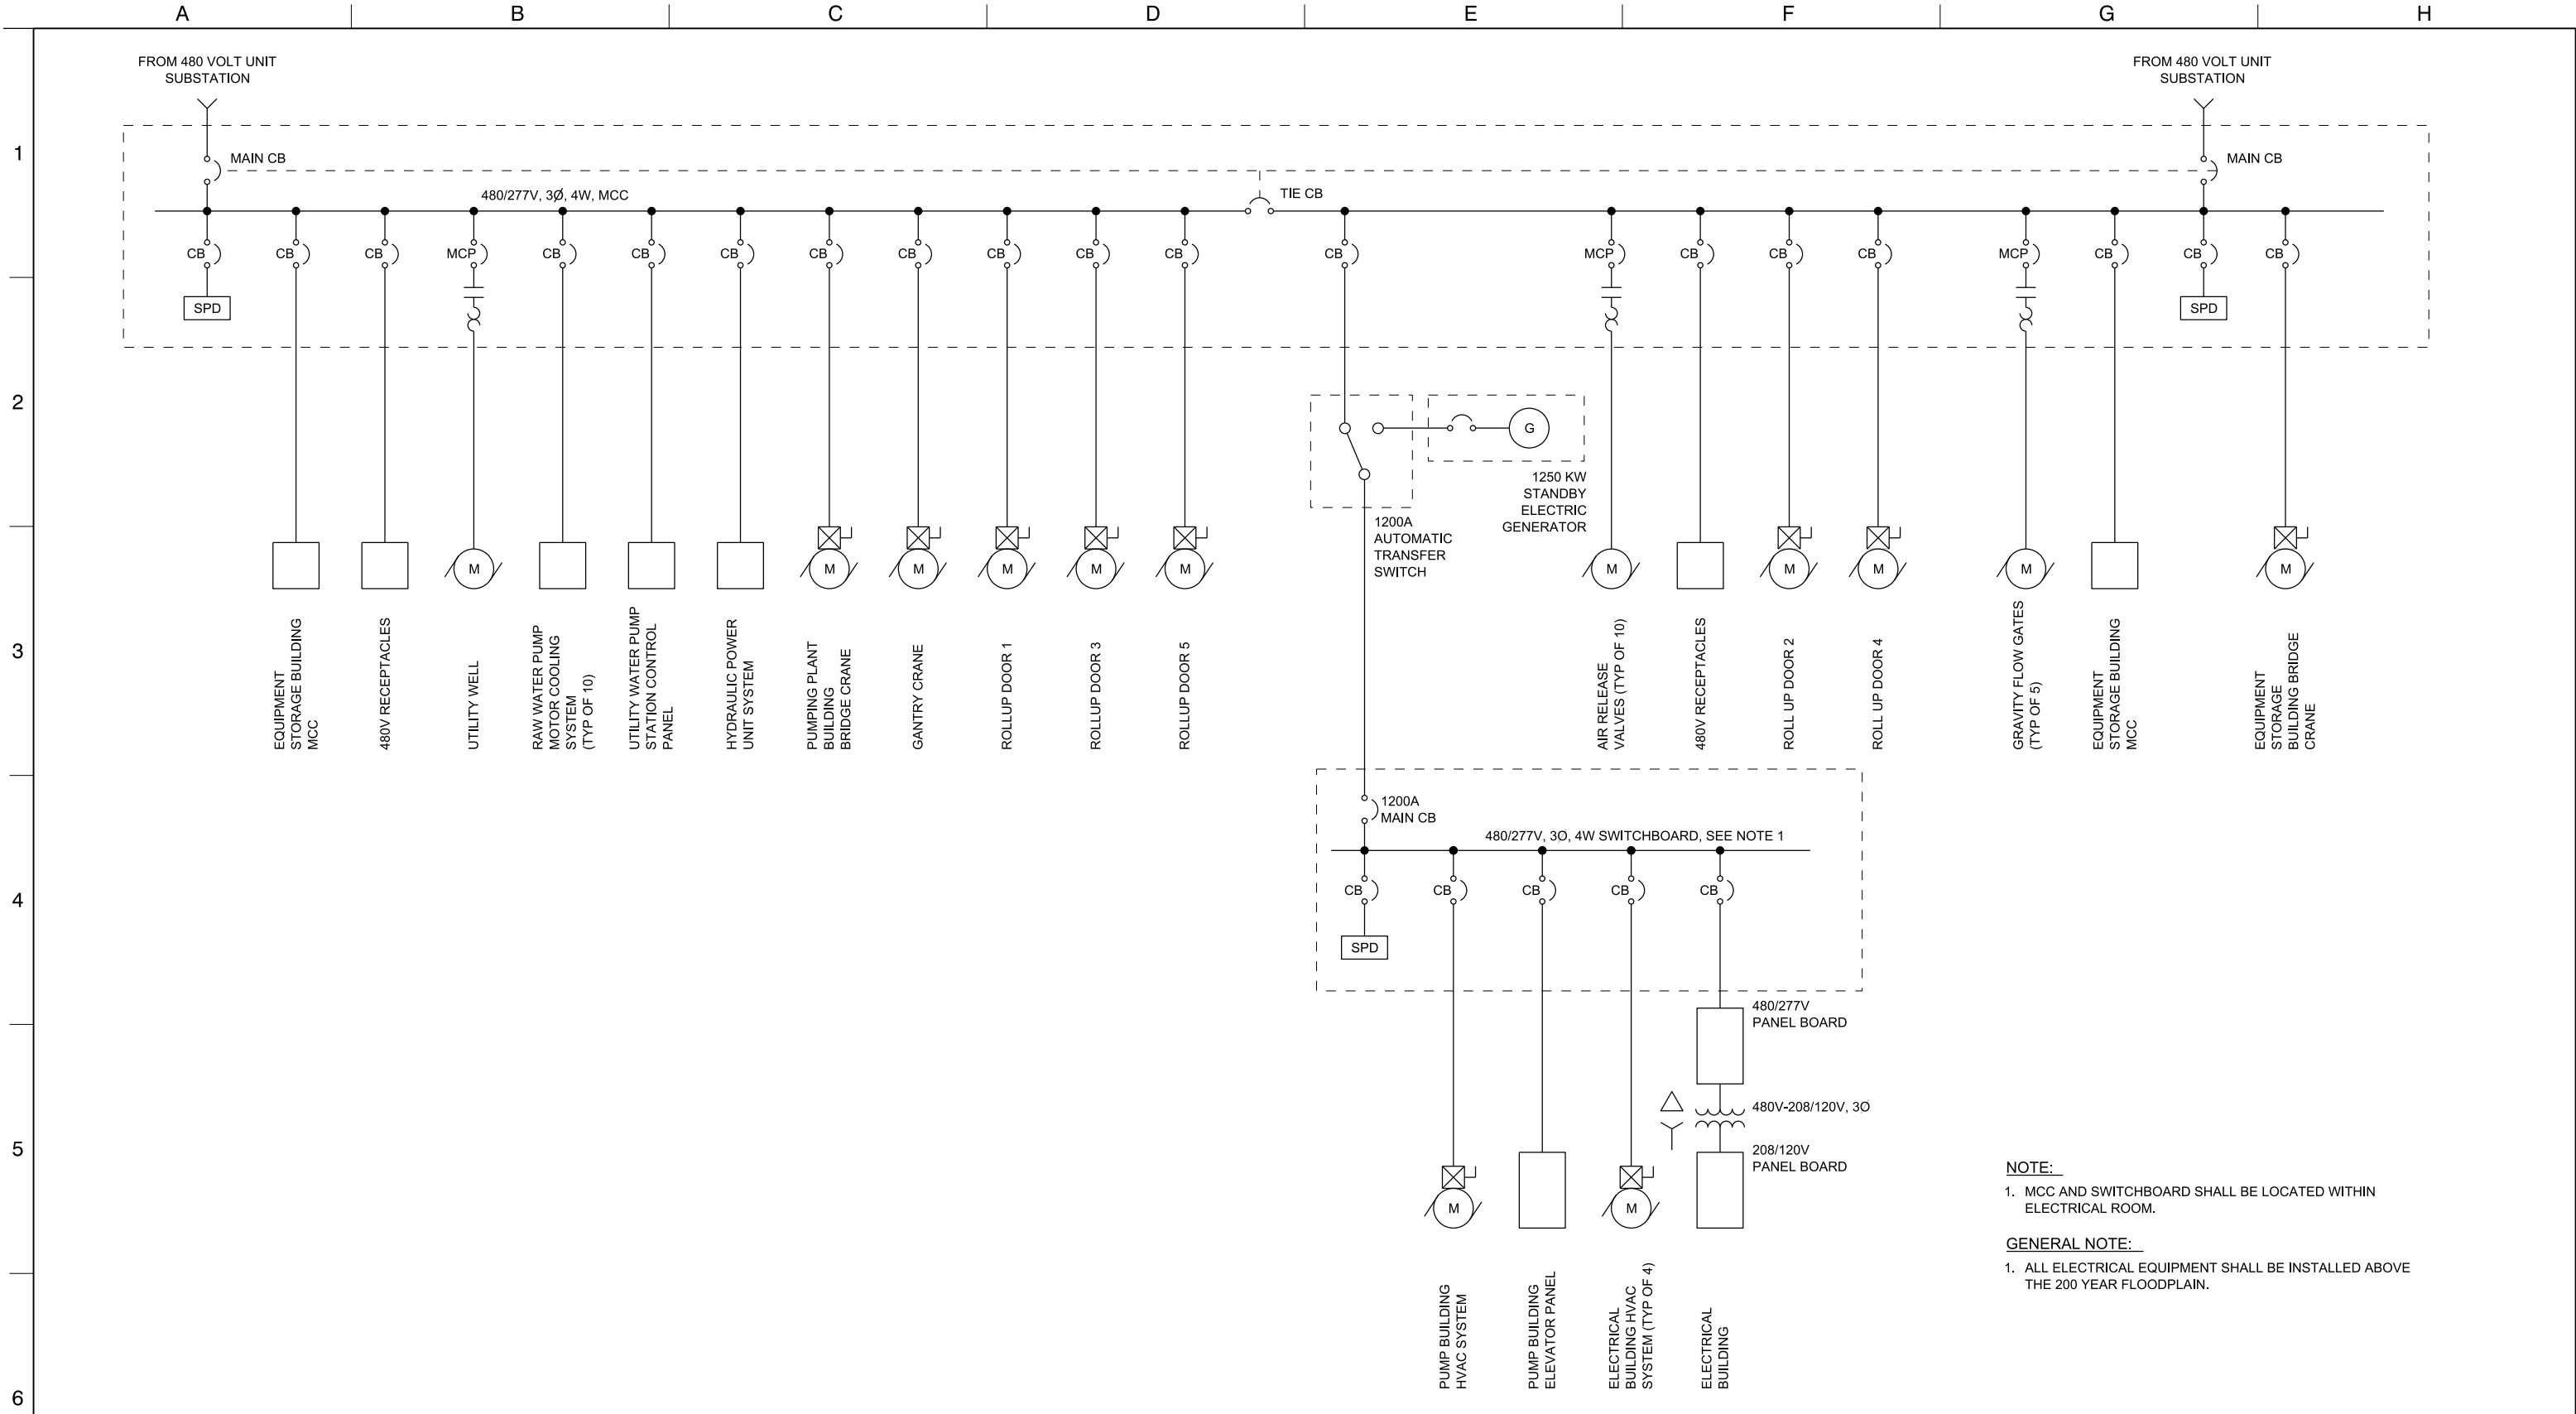 A B C D E F G H
FROM 480 VOLT UNIT
SUBSTATION
FROM 480 VOLT UNIT
SUBSTATION
1
MAIN CB
MAIN CB
480/277V, 3Ø, 4W, MCC
TIE CB
CB CB CB MCP CB CB CB CB CB CB CB CB CB MCP CB CB CB MCP CB CB CB
SPD
SPD
2
G
1250 KW
STANDBY
ELECTRIC
GENERATOR
1200A
AUTOMATIC
TRANSFER
SWITCH
M M M M M M M M M M M
3
EQUIPMENT
STORAGE BUILDING
MCC
480V RECEPTACLES
UTILITY WELL
RAW WATER PUMP
MOTOR COOLING
SYSTEM
(TYP OF 10)
UTILITY WATER PUMP
STATION CONTROL
PANEL
HYDRAULIC POWER
UNIT SYSTEM
PUMPING PLANT
BUILDING
BRIDGE CRANE
GANTRY CRANE
ROLLUP DOOR 1
ROLLUP DOOR 3
ROLLUP DOOR 5
AIR RELEASE
VALVES (TYP OF 10)
480V RECEPTACLES
ROLL UP DOOR 2
ROLL UP DOOR 4
GRAVITY FLOW GATES
(TYP OF 5)
EQUIPMENT
STORAGE BUILDING
MCC
EQUIPMENT
STORAGE
BUILDING BRIDGE
CRANE
1200A
MAIN CB
480/277V, 3O, 4W SWITCHBOARD, SEE NOTE 1
4
CB CB CB CB CB
SPD
480/277V
PANEL BOARD
480V-208/120V, 3Ø
5
208/120V
PANEL BOARD
M M
PUMP BUILDING
HVAC SYSTEM
PUMP BUILDING
ELEVATOR PANEL
ELECTRICAL
BUILDING HVAC
SYSTEM (TYP OF 4)
ELECTRICAL
BUILDING
NOTE:
1. MCC AND SWITCHBOARD SHALL BE LOCATED WITHIN
ELECTRICAL ROOM.
GENERAL NOTE:
1. ALL ELECTRICAL EQUIPMENT SHALL BE INSTALLED ABOVE
THE 200 YEAR FLOODPLAIN.
6